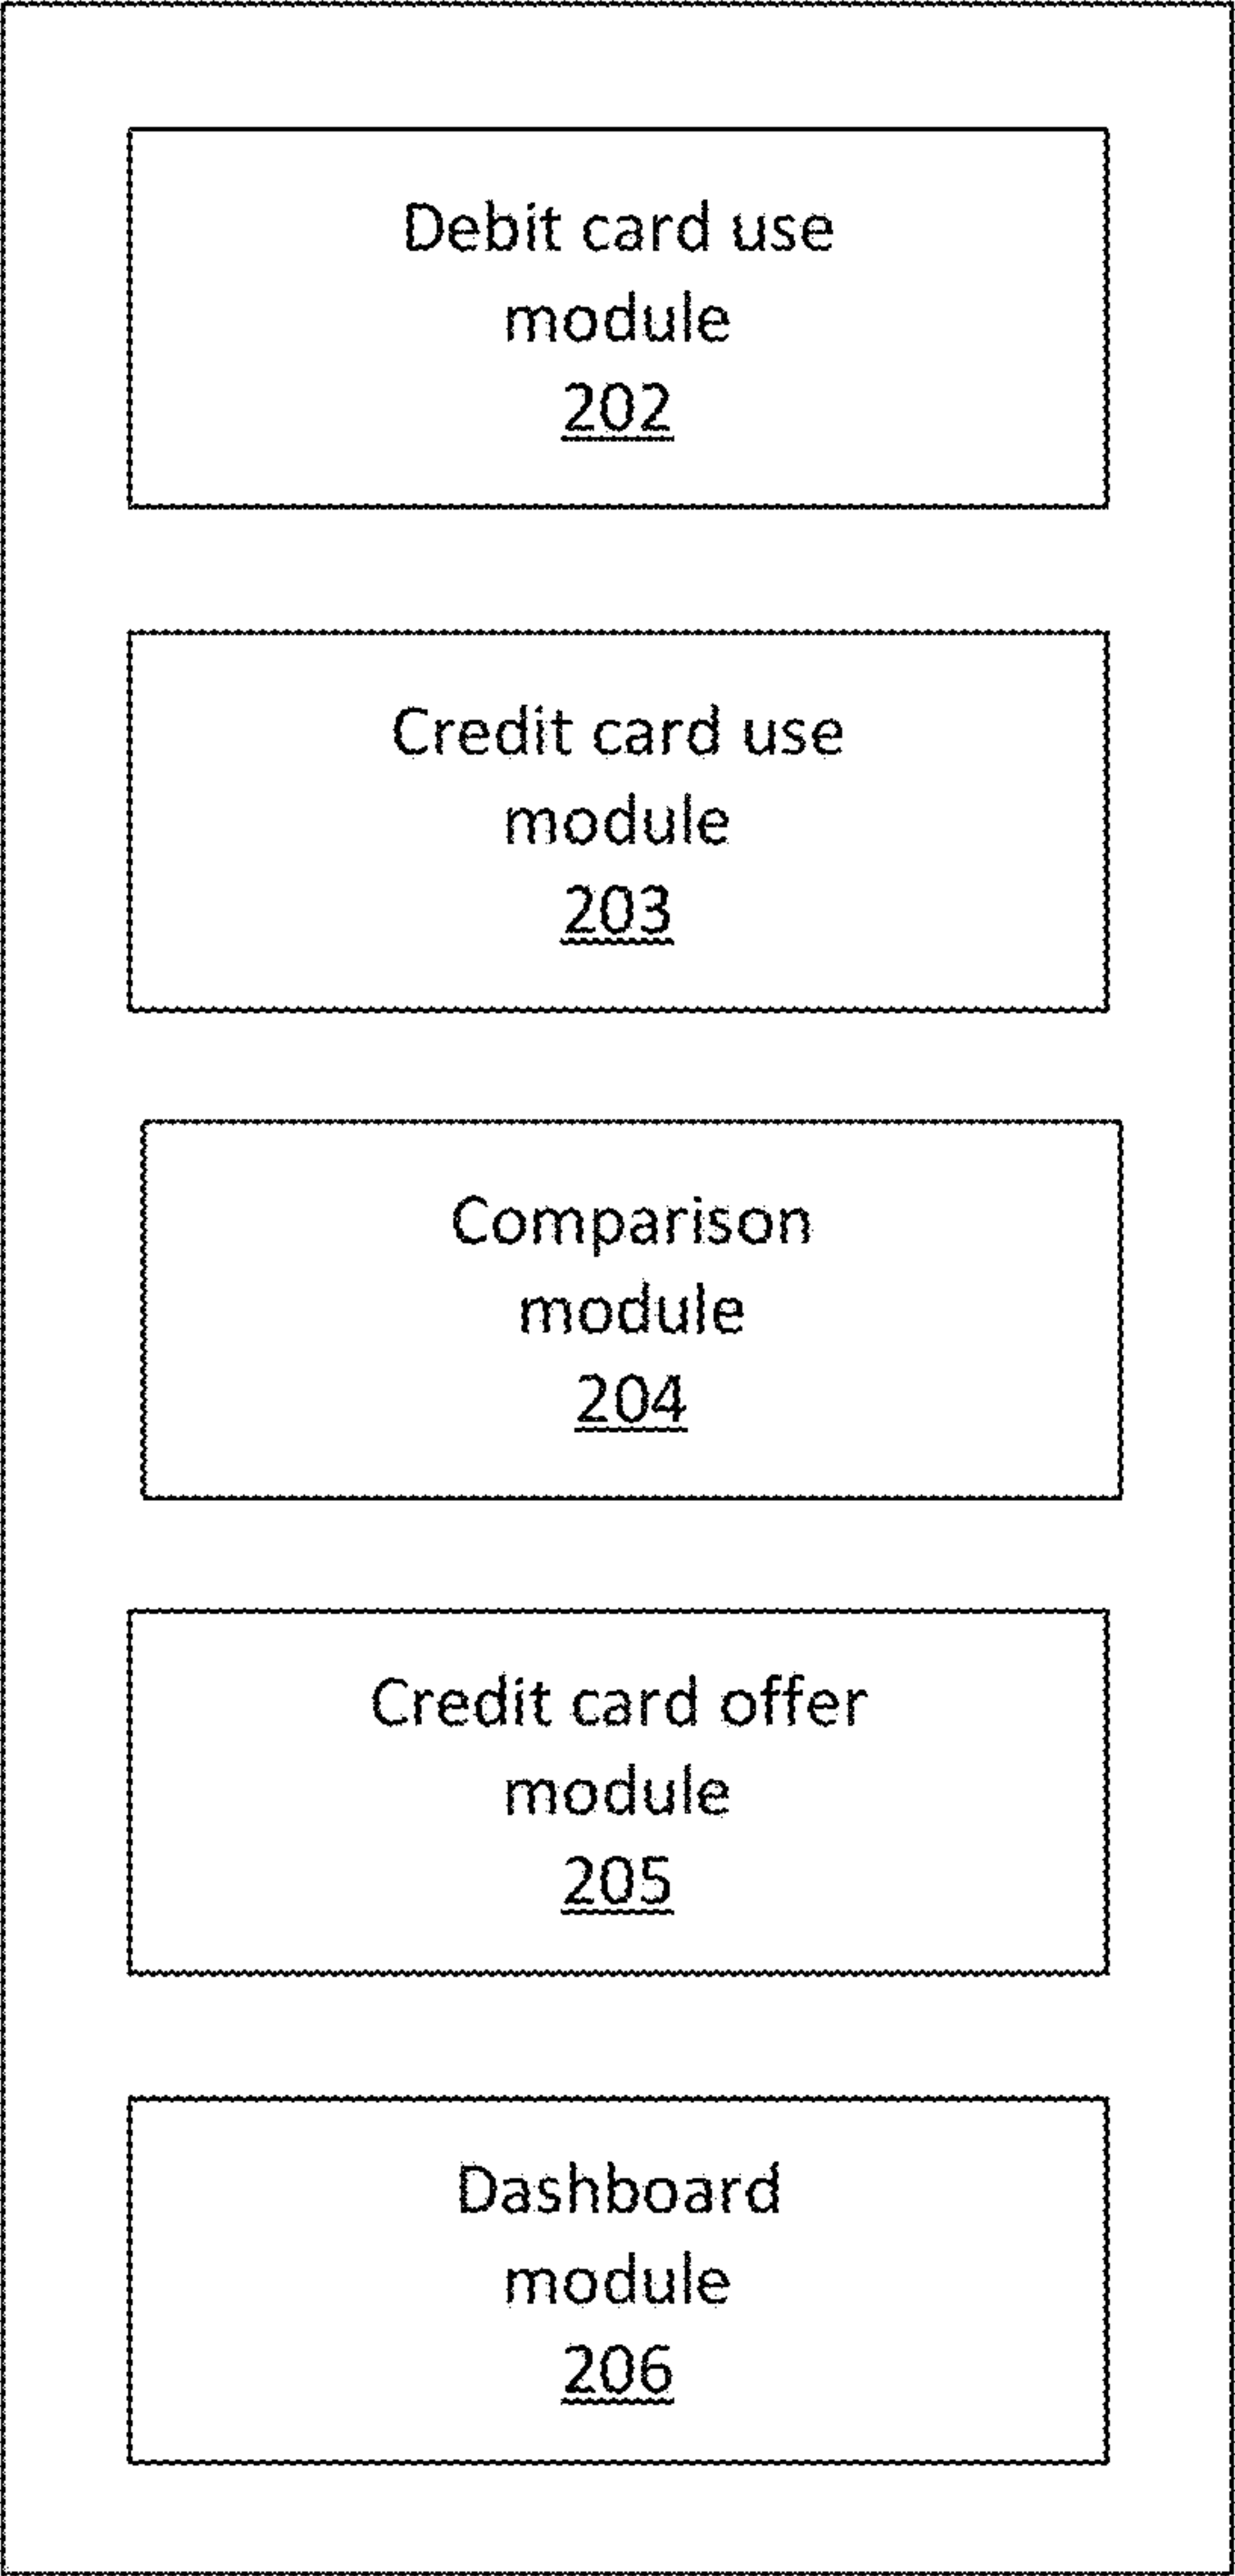 Debit card use
module
202
Credit card use
module
203
Comparison
module
204
Credit card offer
module
205
Dashboard
module
206